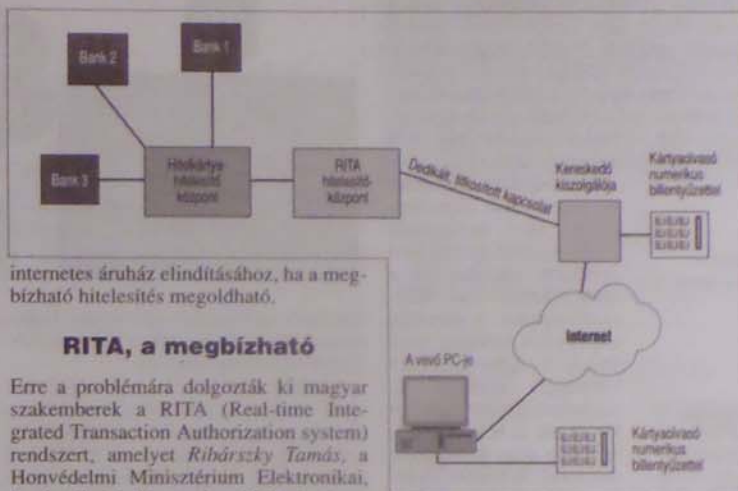 Bank 2
Bank 1
Bank 3
hitelesítő
központ
RITA
hitelesítő-
központ
Dedikált, titkosított kapcsolat
Kereskedő
kiszolgálója
Kártyaolvasó
numerikus
billentyűzettel
Internet
A vevő PC-je
Kártyaolvasó
numerikus
billentyűzettel
internetes áruház elindításához, ha a meg-
bízható hitelesítés megoldható.
RITA, a megbízható
Erre a problémára dolgozták ki magyar
szakemberek a RITA (Real-time Inte-
grated Transaction Authorization system)
rendszert, amelyet Ribárszky Tamás, a
Honvédelmi Minisztérium Elektronikai,